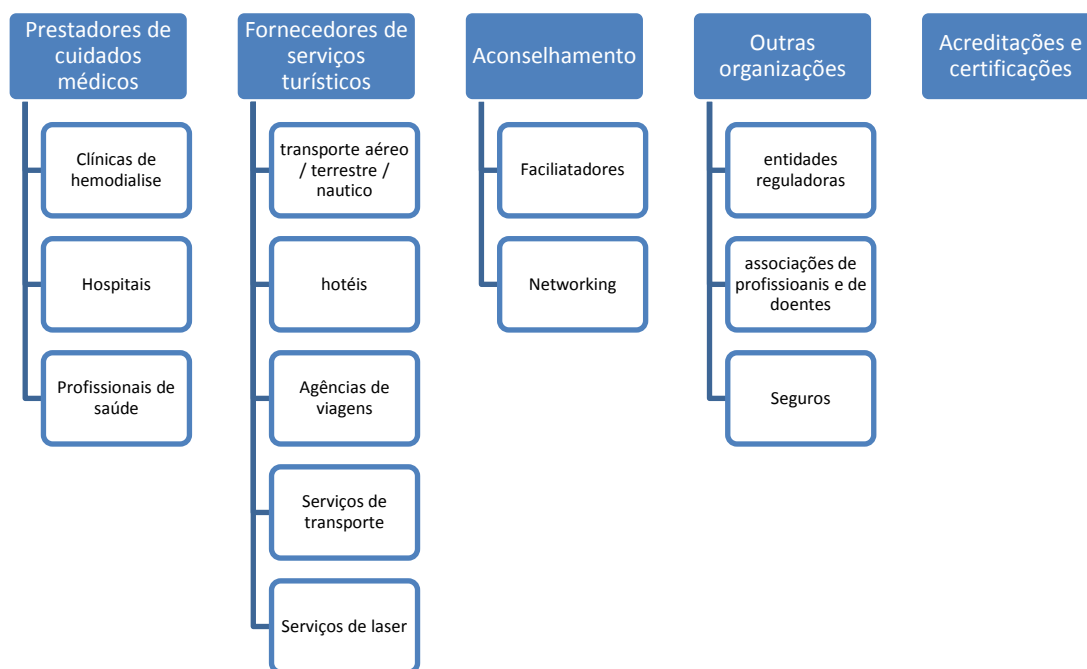 Prestadores de
cuidados
médicos
Clínicas de
hemodialise
Hospitais
Profissionais de
saúde
Fornecedores de
serviços
turísticos
transporte aéreo
/ terrestre /
nautico
hotéis
Agências de
viagens
Serviços de
transporte
Serviços de laser
Aconselhamento
Faciliatadores
Networking
Outras
organizações
entidades
reguladoras
associações de
profissioanis e de
doentes
Seguros
Acreditações e
certificações